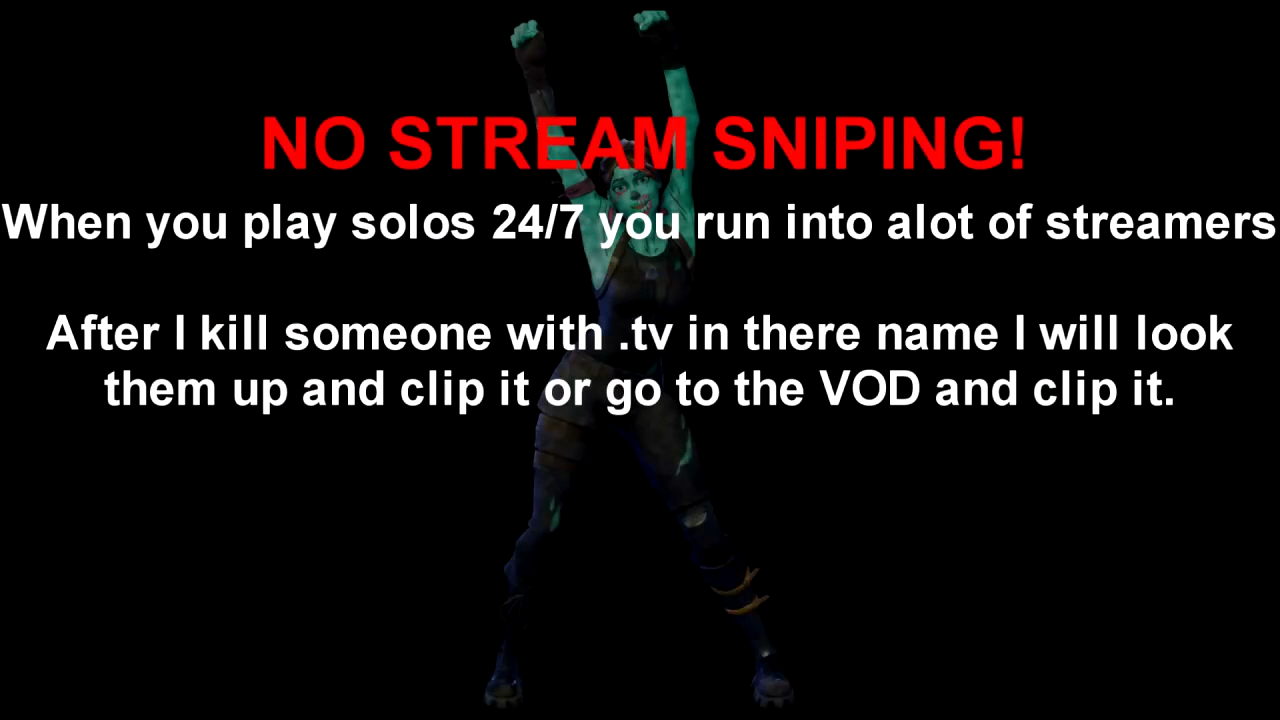 NO STREAM SNIPING!
When you play solos 24/7 you run into alot of streamers
After I kill someone with .tv in there name I will look
them up and clip it or go to the VOD and clip it.